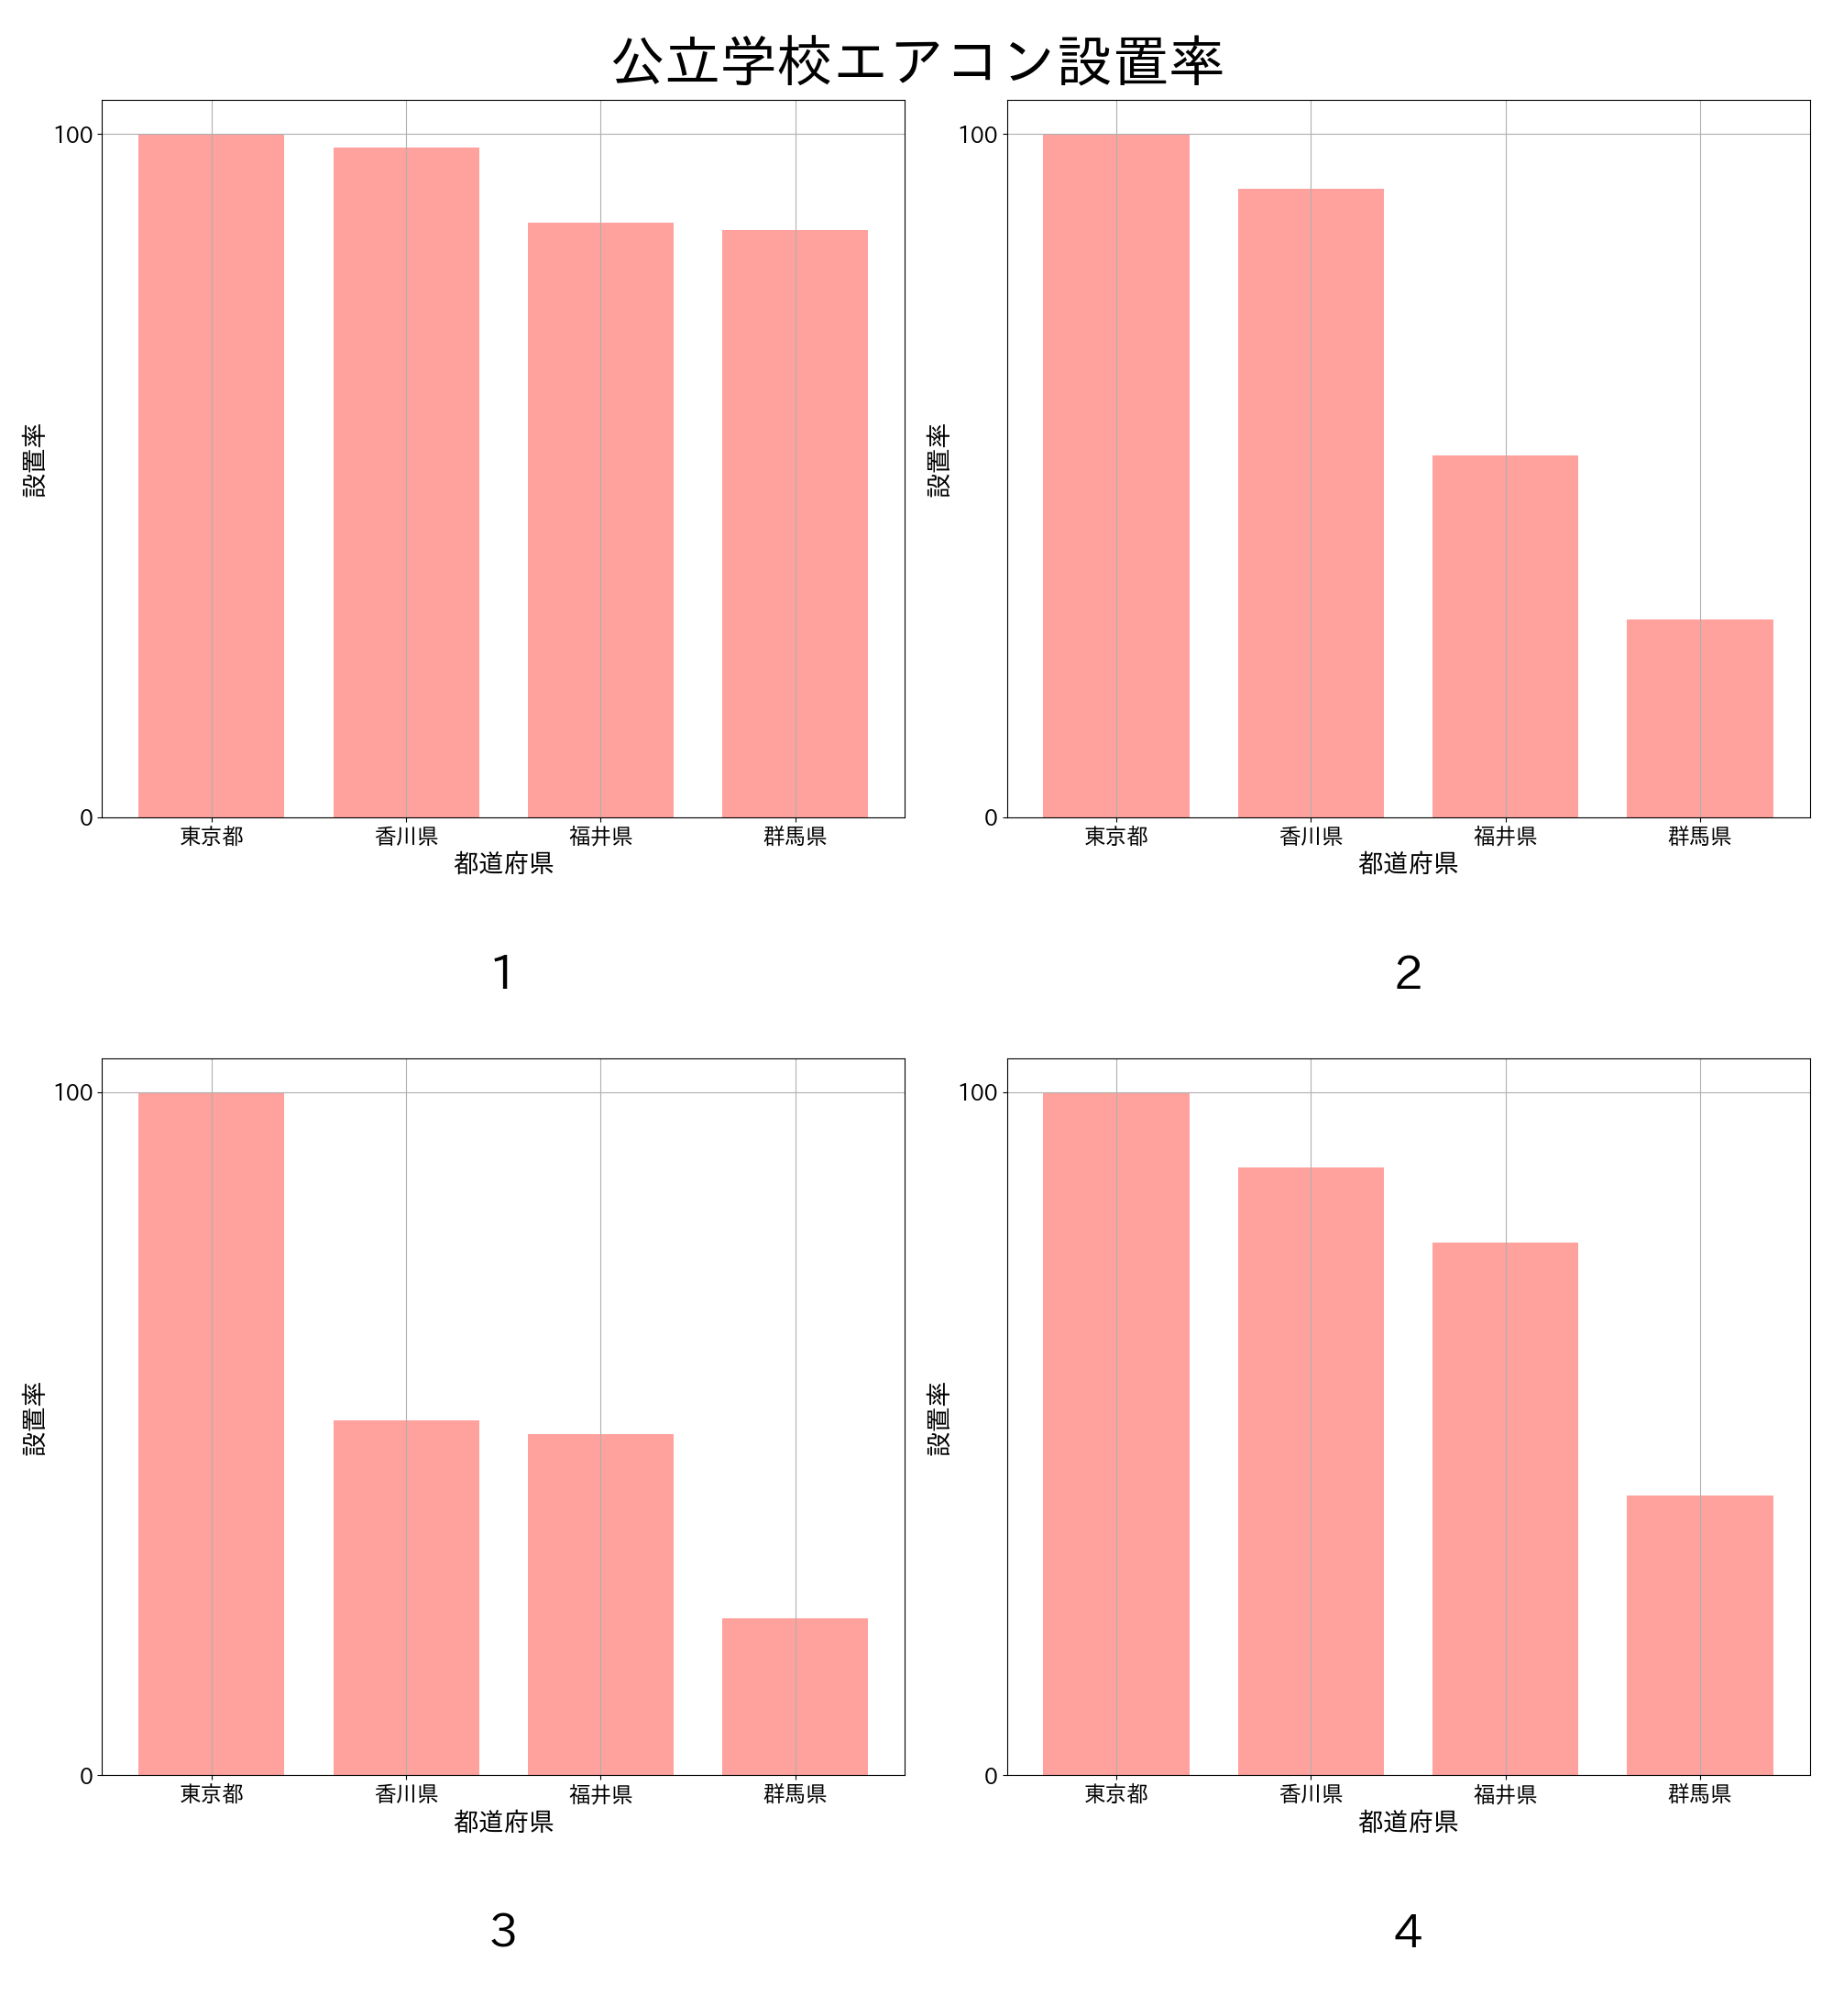 公立学校エアコン設置率
100
設置率
0
東京都 香川県 福井県 群馬県
都道府県
1
100
設置率
0
東京都 香川県 福井県 群馬県
都道府県
2
100
設置率
0
東京都 香川県 福井県 群馬県
都道府県
3
100
設置率
0
東京都 香川県 福井県 群馬県
都道府県
4